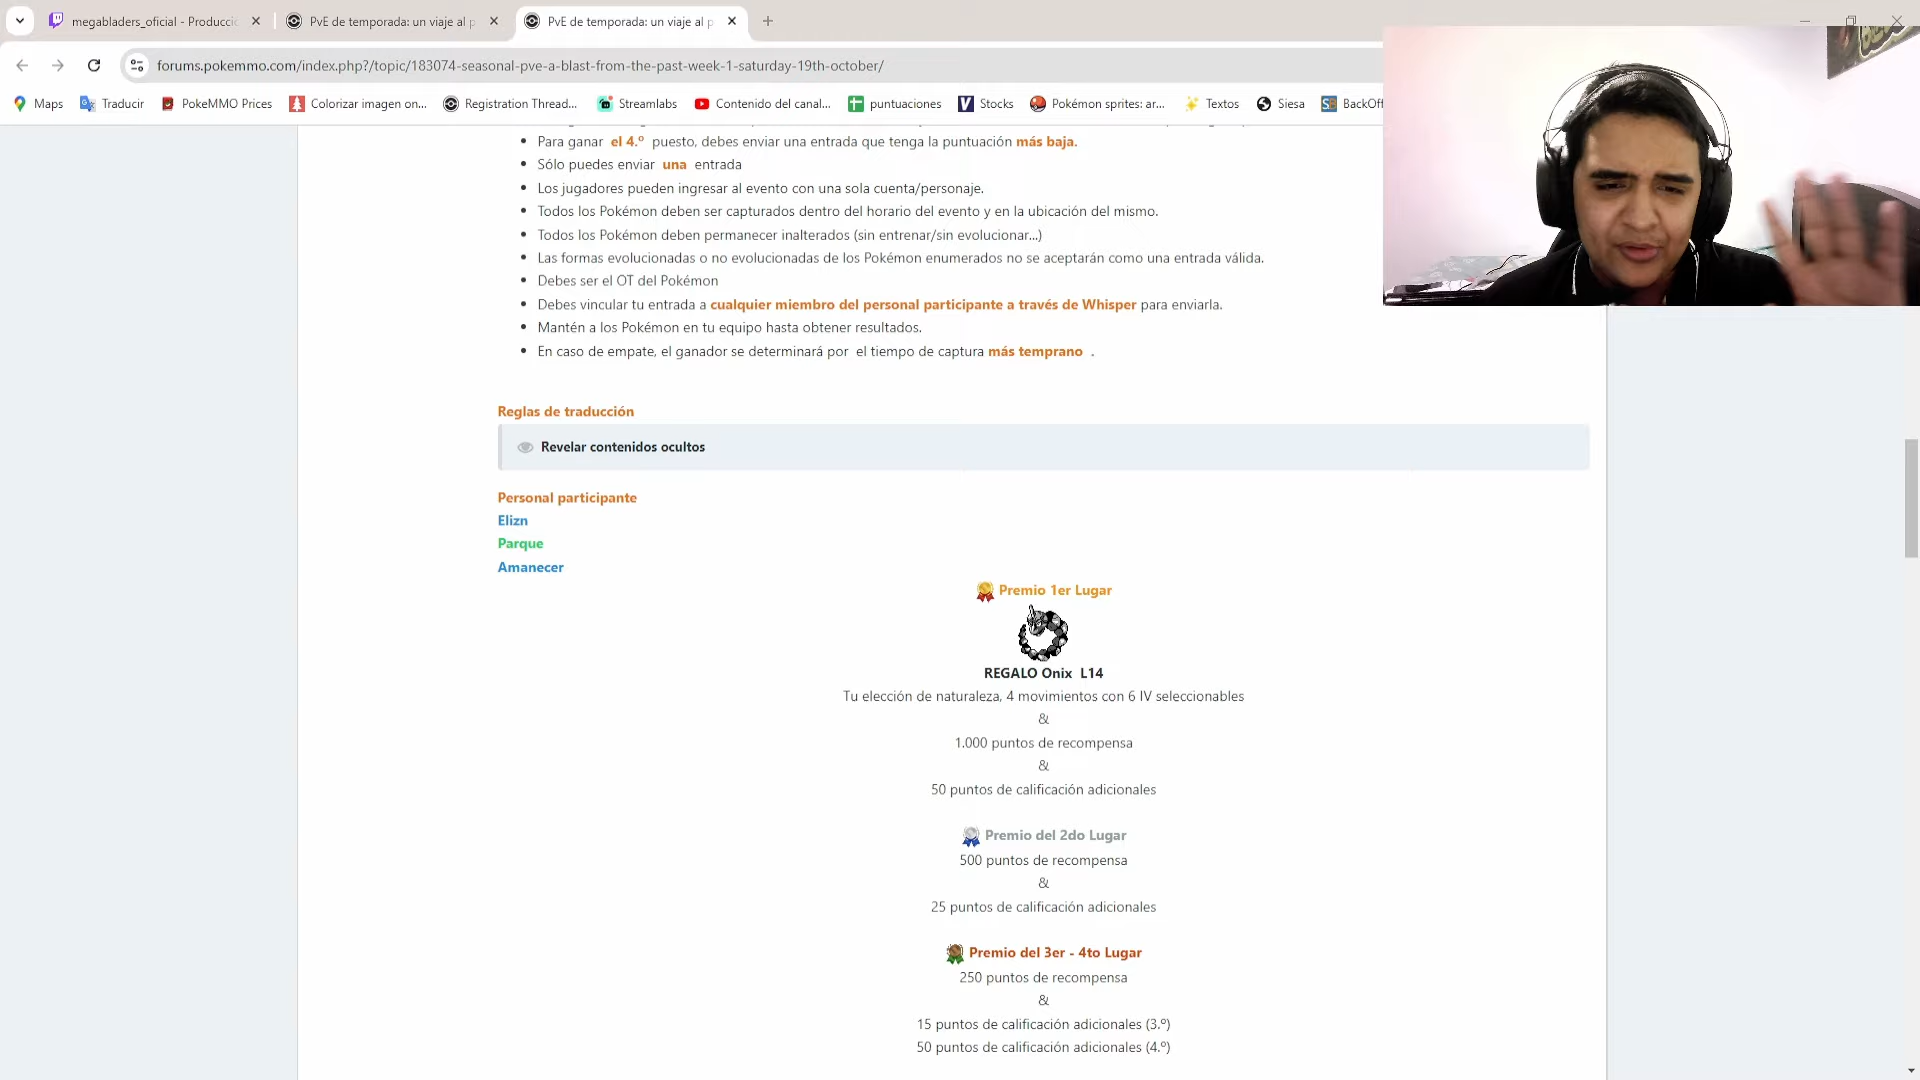 megabladers_oficial - Producci
PvE de temporada: un viaje al p
PvE de temporada: un viaje al p
forums.pokemmo.com/index.php?/topic/183074-seasonal-pve-a-blast-from-the-past-week-1-saturday-19th-october/
Maps
Traducir
PokeMMO Prices
Colorizar imagen on...
Registration Thread...
Streamlabs
Contenido del canal...
puntuaciones
Stocks
Pokémon sprites: ar...
Textos
Siesa
BackOff
Para ganar el 4.º puesto, debes enviar una entrada que tenga la puntuación más baja.
Sólo puedes enviar una entrada
Los jugadores pueden ingresar al evento con una sola cuenta/personaje.
Todos los Pokémon deben ser capturados dentro del horario del evento y en la ubicación del mismo.
Todos los Pokémon deben permanecer inalterados (sin entrenar/sin evolucionar...)
Las formas evolucionadas o no evolucionadas de los Pokémon enumerados no se aceptarán como una entrada válida.
Debes ser el OT del Pokémon
Debes vincular tu entrada a cualquier miembro del personal participante a través de Whisper para enviarla.
Mantén a los Pokémon en tu equipo hasta obtener resultados.
En caso de empate, el ganador se determinará por el tiempo de captura más temprano .
Reglas de traducción
Revelar contenidos ocultos
Personal participante
Elizn
Parque
Amanecer
Premio 1er Lugar
REGALO Onix L14
Tu elección de naturaleza, 4 movimientos con 6 IV seleccionables
&
1.000 puntos de recompensa
&
50 puntos de calificación adicionales
Premio del 2do Lugar
500 puntos de recompensa
&
25 puntos de calificación adicionales
Premio del 3er - 4to Lugar
250 puntos de recompensa
&
15 puntos de calificación adicionales (3.º)
50 puntos de calificación adicionales (4.º)